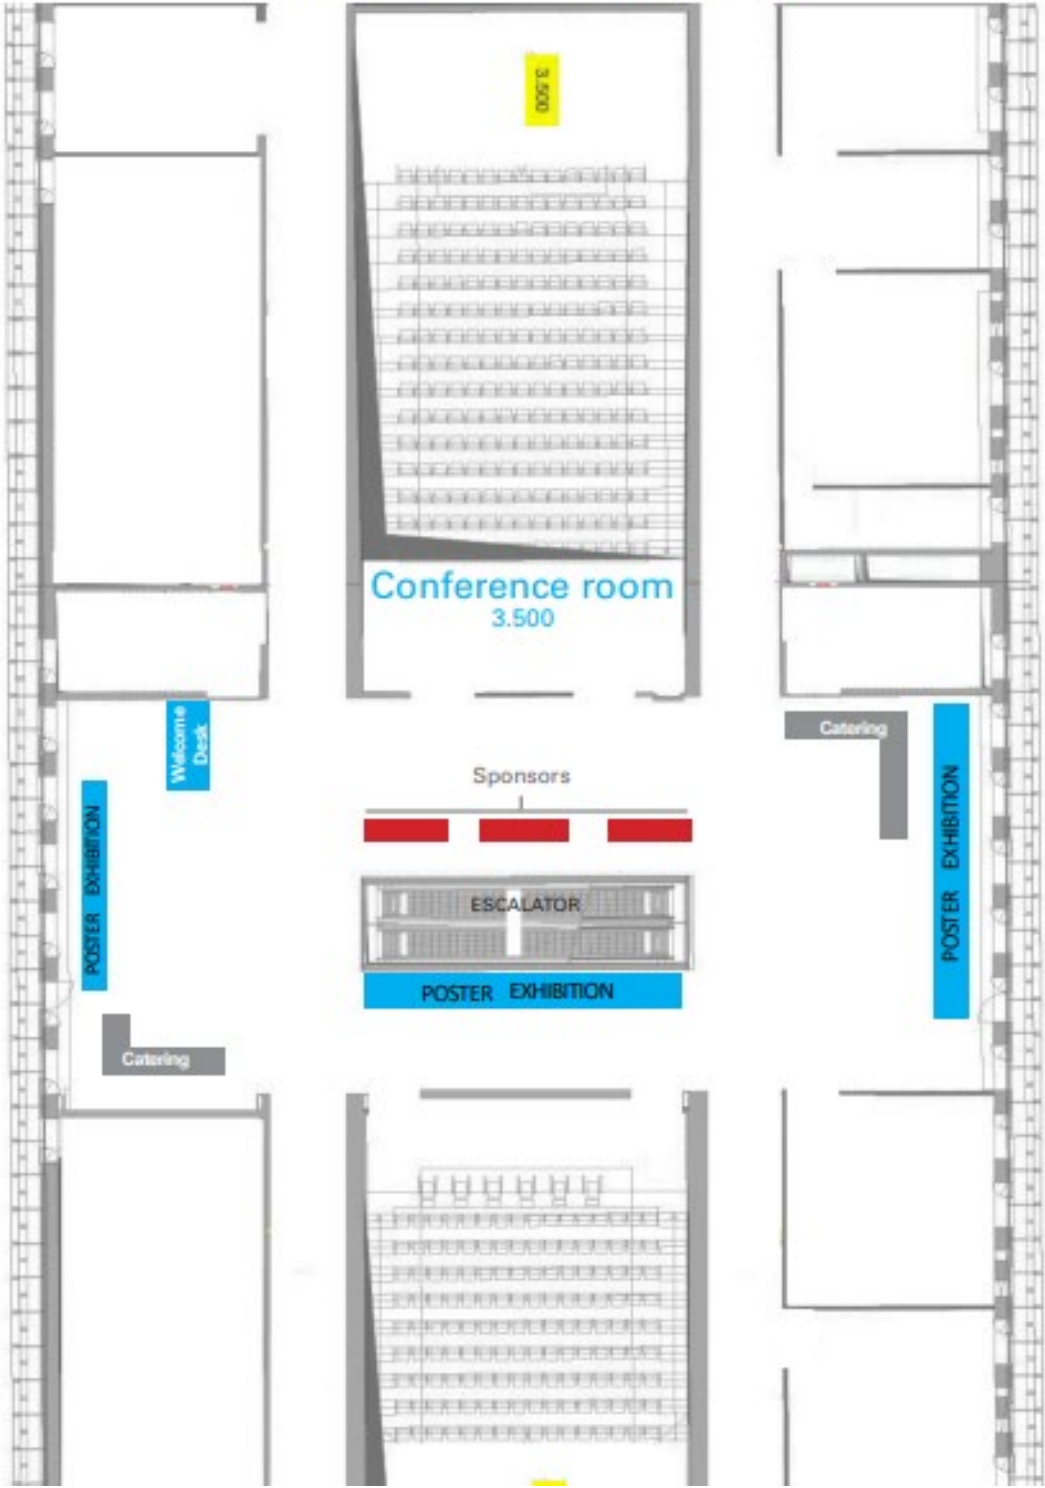 3.500
Conference room
3.500
Welcome
Desk
Catering
Sponsors
POSTER EXHIBITION
POSTER EXHIBITION
ESCALATOR
POSTER EXHIBITION
Catering